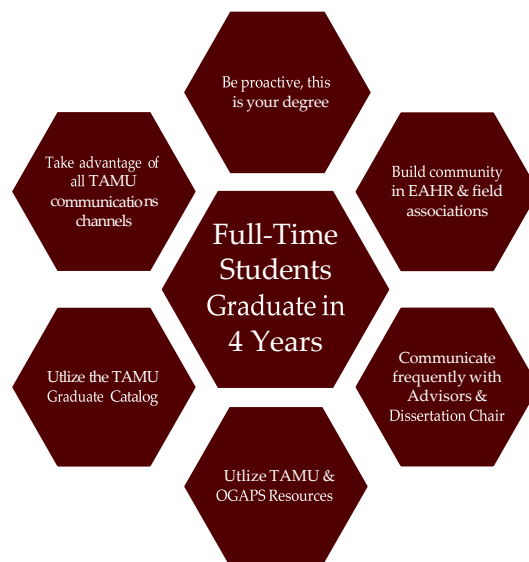 Be proactive, this
is your degree
Take advantage of
all TAMU
communications
channels
Build community
in EAHR & field
associations
Full-Time
Students
Graduate in
4 Years
Utlize the TAMU
Graduate Catalog
Communicate
frequently with
Advisors &
Dissertation Chair
Utlize TAMU &
OGAPS Resources